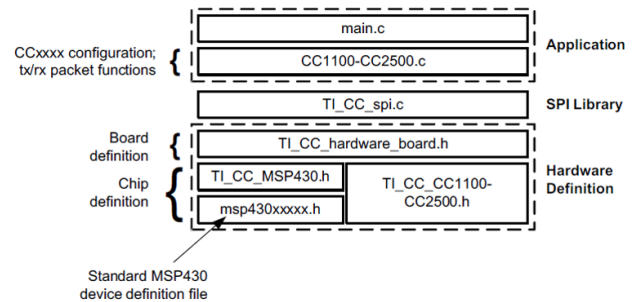 main.c
Application
CCxxxx configuration;
tx/rx packet functions
CC1100-CC2500.c
TI_CC_spi.c
SPI Library
Board
definition
TI_CC_hardware_board.h
Chip
definition
TI_CC_MSP430.h
msp430xxxxx.h
TI_CC_CC1100-
CC2500.h
Hardware
Definition
Standard MSP430
device definition file